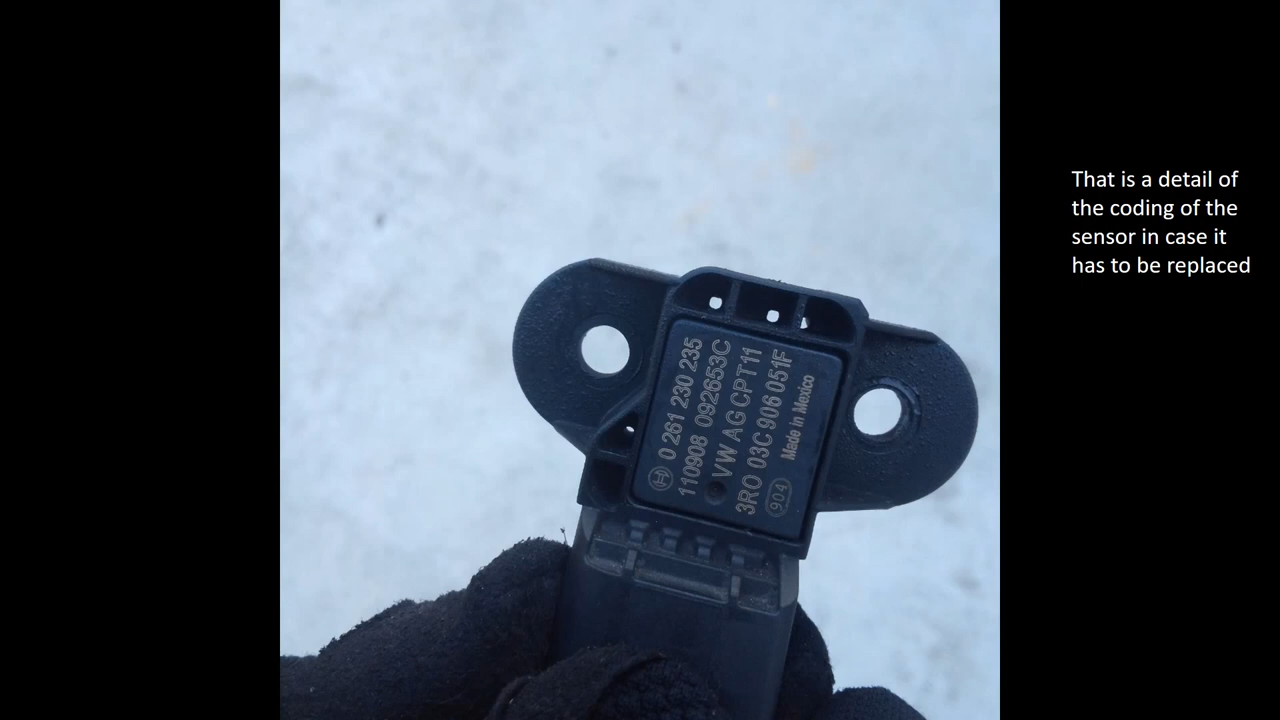 0 261 230 235
110908 092653C
VW AG CPT11
3RO 03C 906 051F
904 Made in Mexico
That is a detail of
the coding of the
sensor in case it
has to be replaced